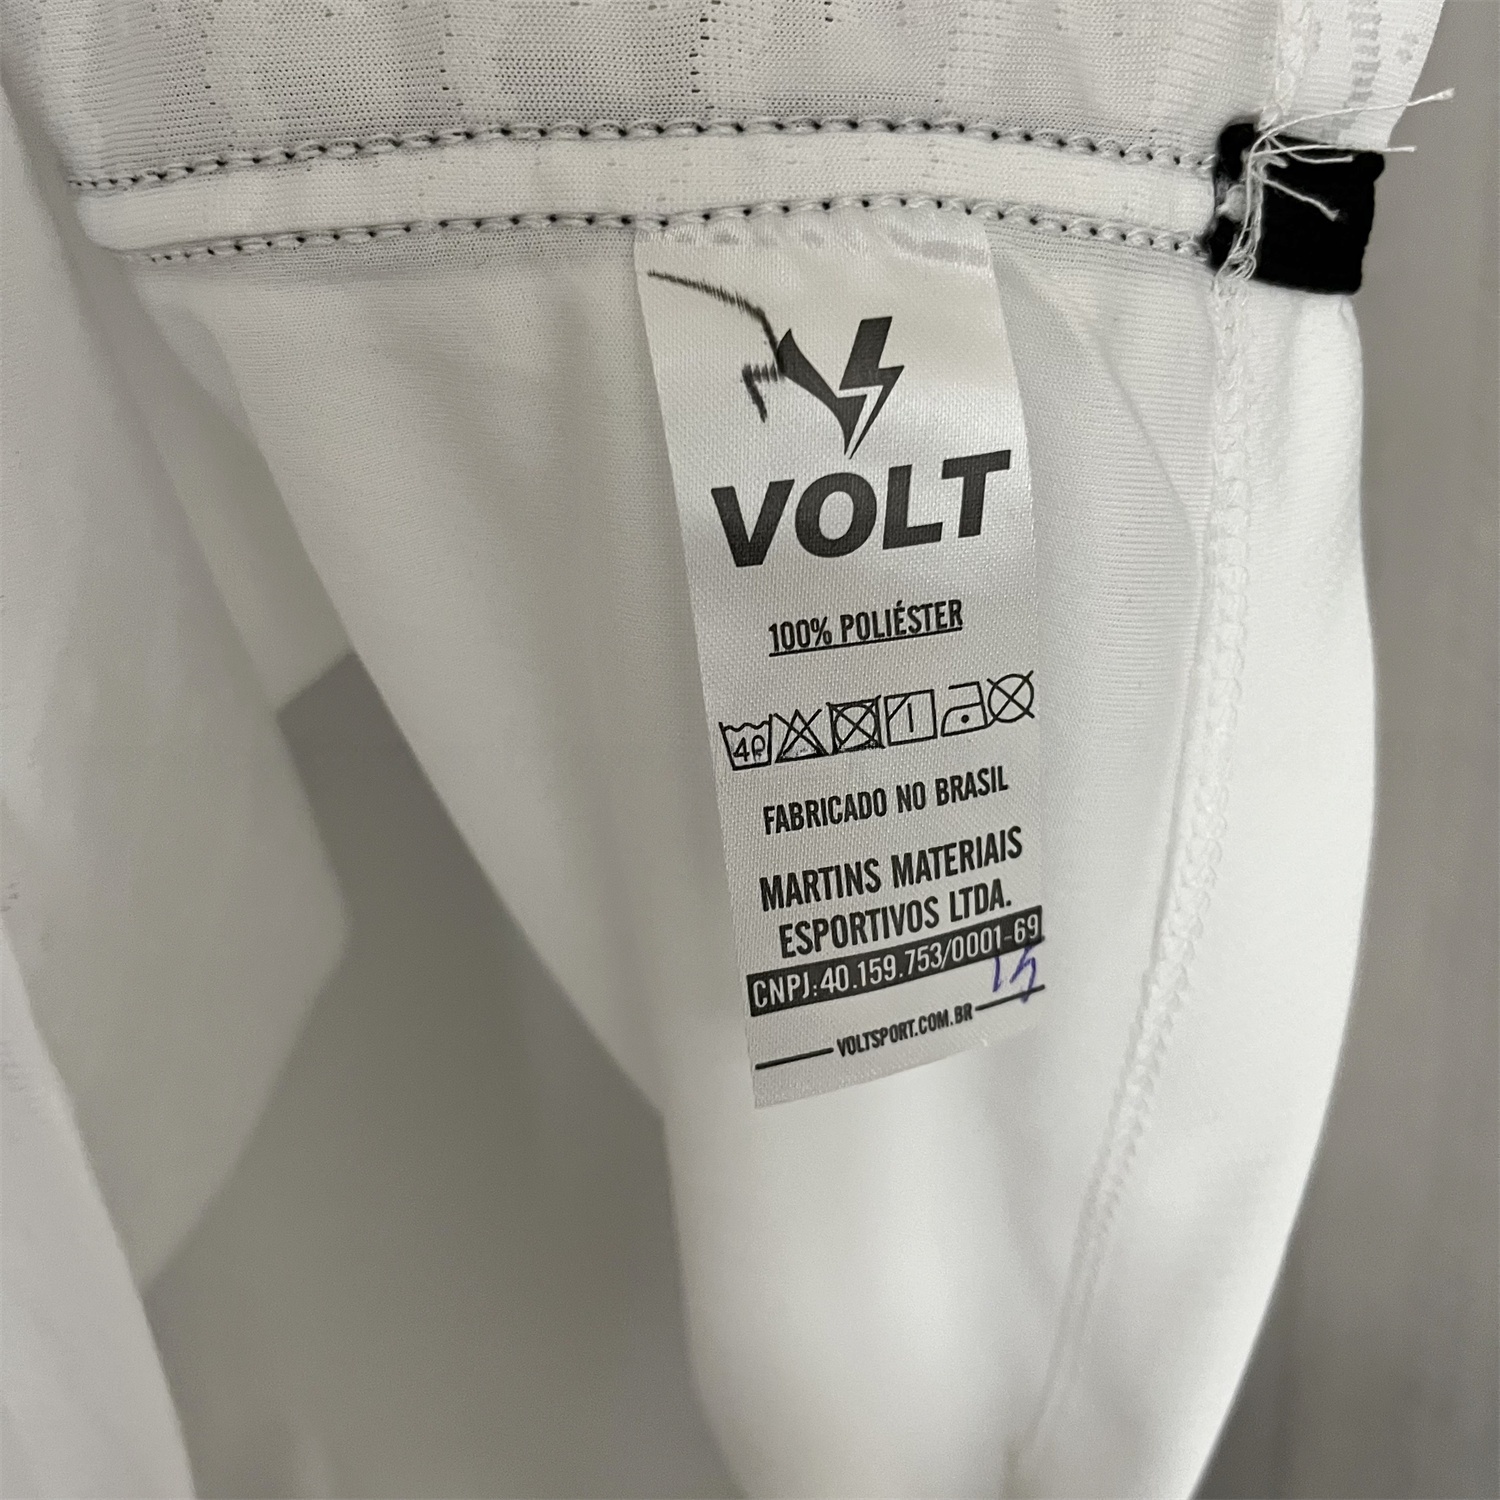 VOLT
100% POLIÉSTER
40
FABRICADO NO BRASIL
MARTINS MATERIAIS
ESPORTIVOS LTDA.
CNPJ:40.159.753/0001-69
VOLTSPORT.COM.BR